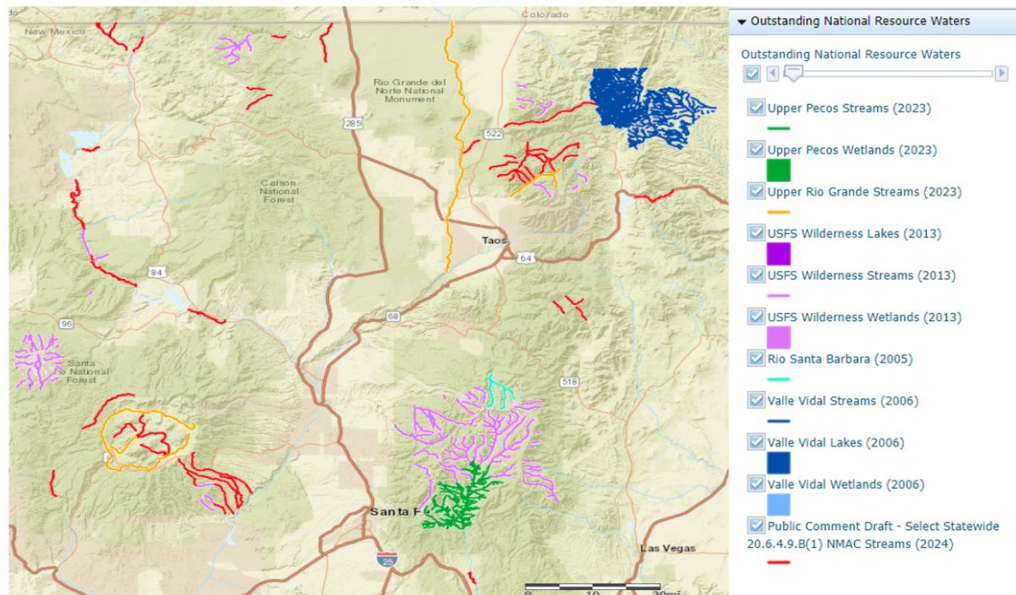 Colorado
New Mexico
Rio Grande del
Norte National
Monument
285
522
Carson
National
Forest
Taos
64
84
68
96
Santa
National
Forest
518
Santa
25
Las Vegas
0 10 20mi
Outstanding National Resource Waters
Outstanding National Resource Waters
Upper Pecos Streams (2023)
Upper Pecos Wetlands (2023)
Upper Rio Grande Streams (2023)
USFS Wilderness Lakes (2013)
USFS Wilderness Streams (2013)
USFS Wilderness Wetlands (2013)
Rio Santa Barbara (2005)
Valle Vidal Streams (2006)
Valle Vidal Lakes (2006)
Valle Vidal Wetlands (2006)
Public Comment Draft - Select Statewide
20.6.4.9.B(1) NMAC Streams (2024)